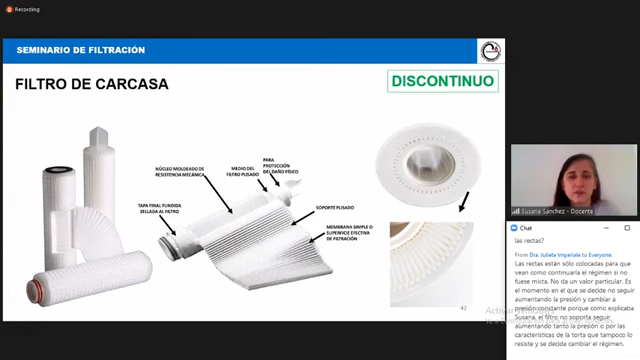 Recording
SEMINARIO DE FILTRACIÓN
FILTRO DE CARCASA
DISCONTINUO
NÚCLEO MOLDEADO DE
RESISTENCIA MECÁNICA
MEDIO DEL
FILTRO PLISADO
PARA
PROTECCIÓN
DEL DAÑO FÍSICO
TAPA FINAL FUNDIDA
SELLADA AL FILTRO
SOPORTE PLISADO
MEMBRANA SIMPLE O
SUPERFICIE EFECTIVA
DE FILTRACIÓN
42
Susana Sánchez - Docente
Chat
las rectas?
From Dra. Julieta Imperiale to Everyone:
Las rectas están sólo colocadas para que
vean como continuaría el régimen si no
fuese mixta. No da un valor particular. Es
el momento en el que se decide no seguir
aumentando la presión y cambiar a
presión constante porque como explicaba
Susana, el filtro no soporta seguir
aumentando tanto la presión o por las
características de la torta que tampoco lo
resiste y se decide cambiar el régimen.